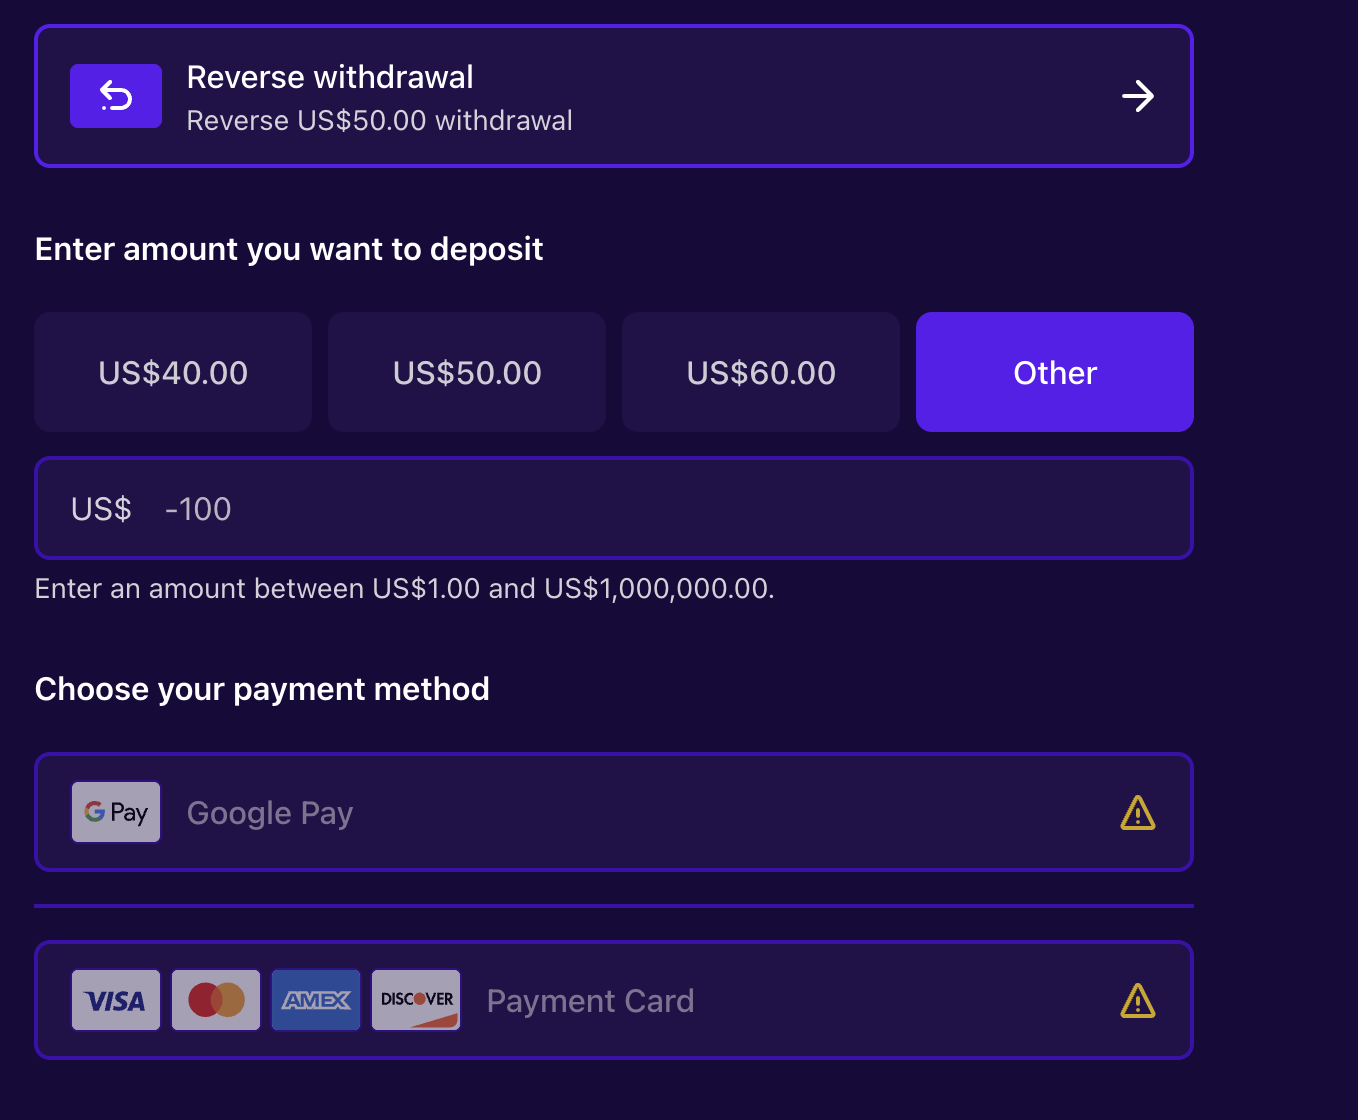 Reverse withdrawal
Reverse US$50.00 withdrawal
Enter amount you want to deposit
US$40.00
US$50.00
US$60.00
Other
US$ -100
Enter an amount between US$1.00 and US$1,000,000.00.
Choose your payment method
G Pay Google Pay
VISA AMEX DISCOVER Payment Card